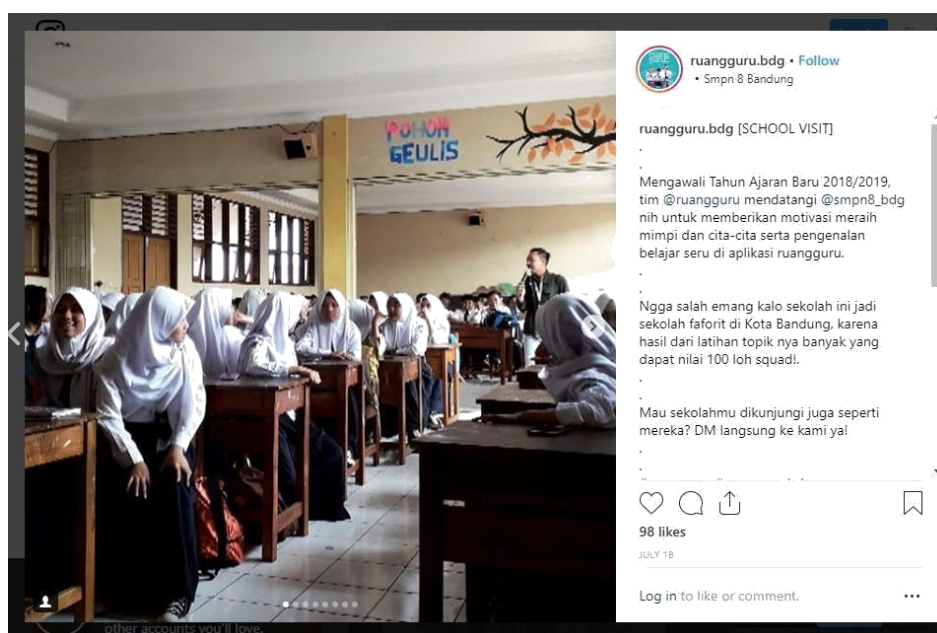 POHON
GEULIS
ruangguru.bdg • Follow
• Smpn 8 Bandung
ruangguru.bdg [SCHOOL VISIT]
.
.
Mengawali Tahun Ajaran Baru 2018/2019,
tim @ruangguru mendatangi @smpn8_bdg
nih untuk memberikan motivasi meraih
mimpi dan cita-cita serta pengenalan
belajar seru di aplikasi ruangguru.
.
.
Ngga salah emang kalo sekolah ini jadi
sekolah faforit di Kota Bandung, karena
hasil dari latihan topik nya banyak yang
dapat nilai 100 loh squad!.
.
.
Mau sekolahmu dikunjungi juga seperti
mereka? DM langsung ke kami ya!
.
.
98 likes
JULY 18
Log in to like or comment.
other accounts you'll love.